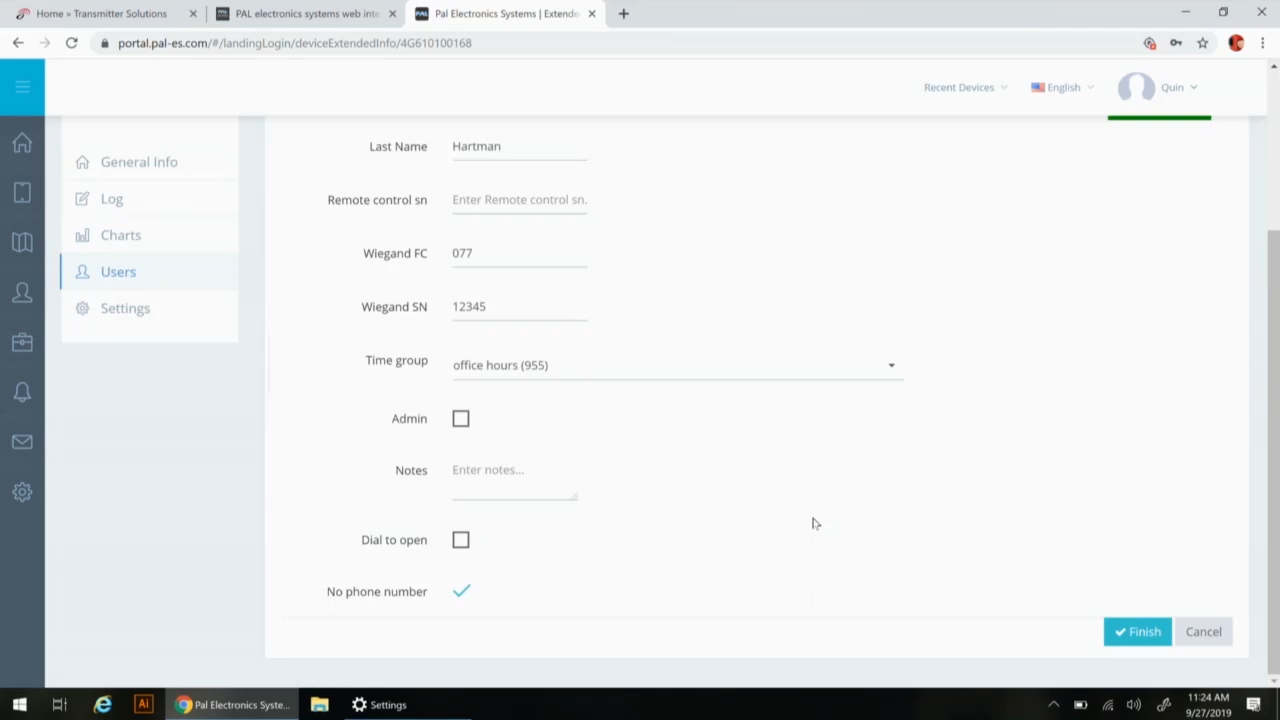 Home » Transmitter Solutions
PAL electronics systems web inte
Pal Electronics Systems | Extende
portal.pal-es.com/#/landingLogin/deviceExtendedInfo/4G610100168
Recent Devices
English
Quin
General Info
Log
Charts
Users
Settings
Last Name Hartman
Remote control sn Enter Remote control sn.
Wiegand FC 077
Wiegand SN 12345
Time group office hours (955)
Admin
Notes Enter notes...
Dial to open
No phone number
Finish Cancel
Ai
Pal Electronics Syste...
Settings
11:24 AM
9/27/2019